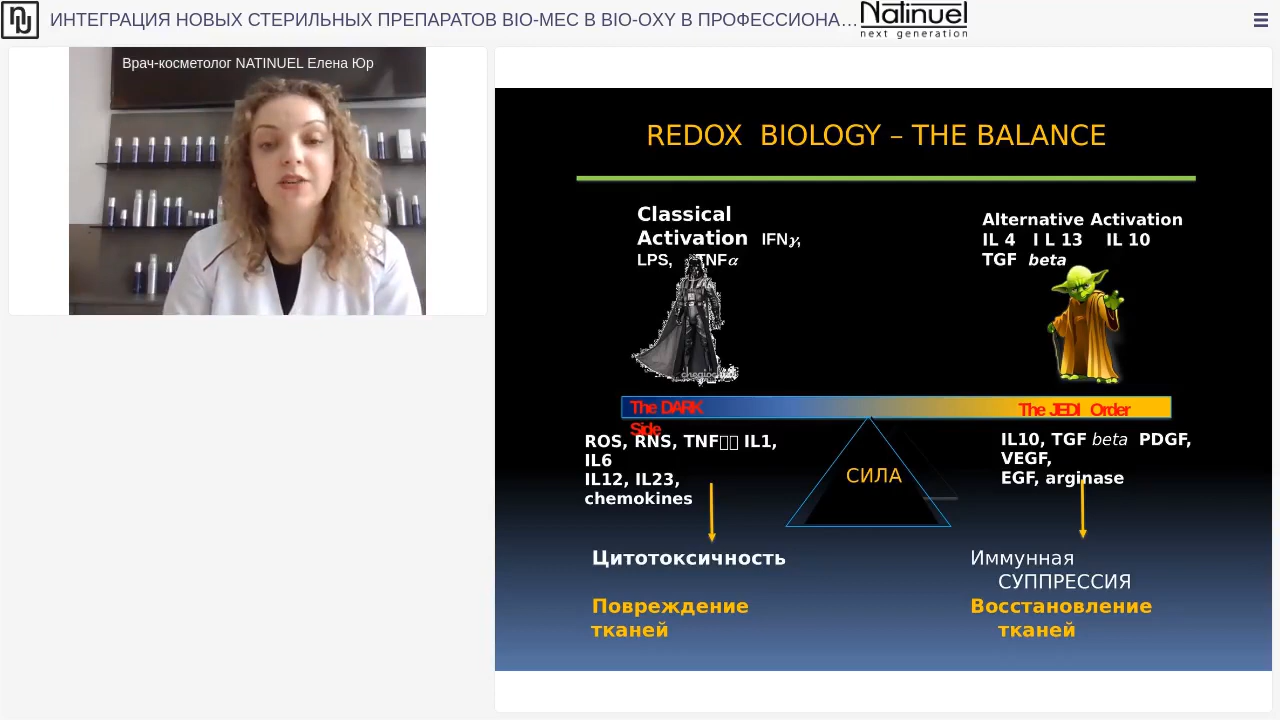 ИНТЕГРАЦИЯ НОВЫХ СТЕРИЛЬНЫХ ПРЕПАРАТОВ BIO-MEC B BIO-OXY В ПРОФЕССИОНА…
Natinuel
next generation
Врач-косметолог NATINUEL Елена Юр
REDOX BIOLOGY – THE BALANCE
Classical
Activation IFNγ,
LPS, TNFα
Alternative Activation
IL 4 I L 13 IL 10
TGF beta
The DARK
Side
The JEDI Order
ROS, RNS, TNF▯▯ IL1,
IL6
IL12, IL23,
chemokines
СИЛА
IL10, TGF beta PDGF,
VEGF,
EGF, arginase
Цитотоксичность
Повреждение
тканей
Иммунная
СУППРЕССИЯ
Восстановление
тканей